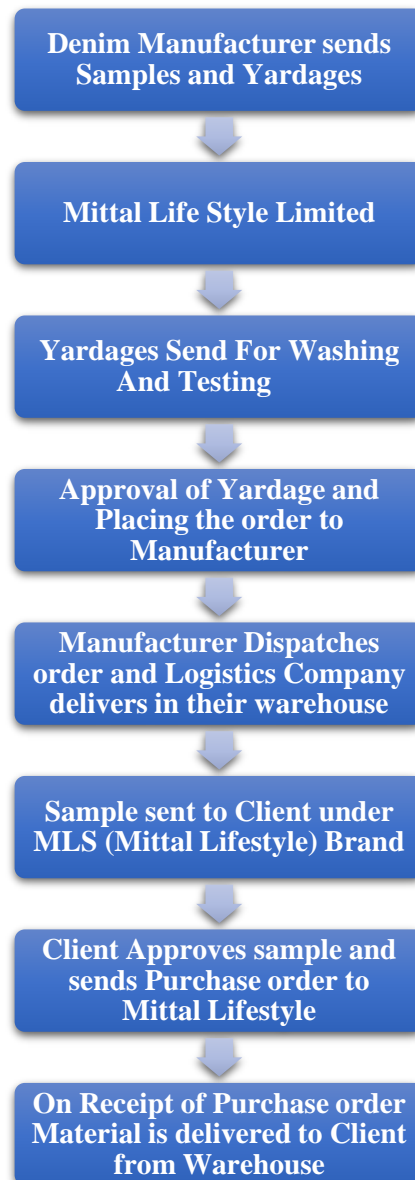 Denim Manufacturer sends
Samples and Yardages
Mittal Life Style Limited
Yardages Send For Washing
And Testing
Approval of Yardage and
Placing the order to
Manufacturer
Manufacturer Dispatches
order and Logistics Company
delivers in their warehouse
Sample sent to Client under
MLS (Mittal Lifestyle) Brand
Client Approves sample and
sends Purchase order to
Mittal Lifestyle
On Receipt of Purchase order
Material is delivered to Client
from Warehouse